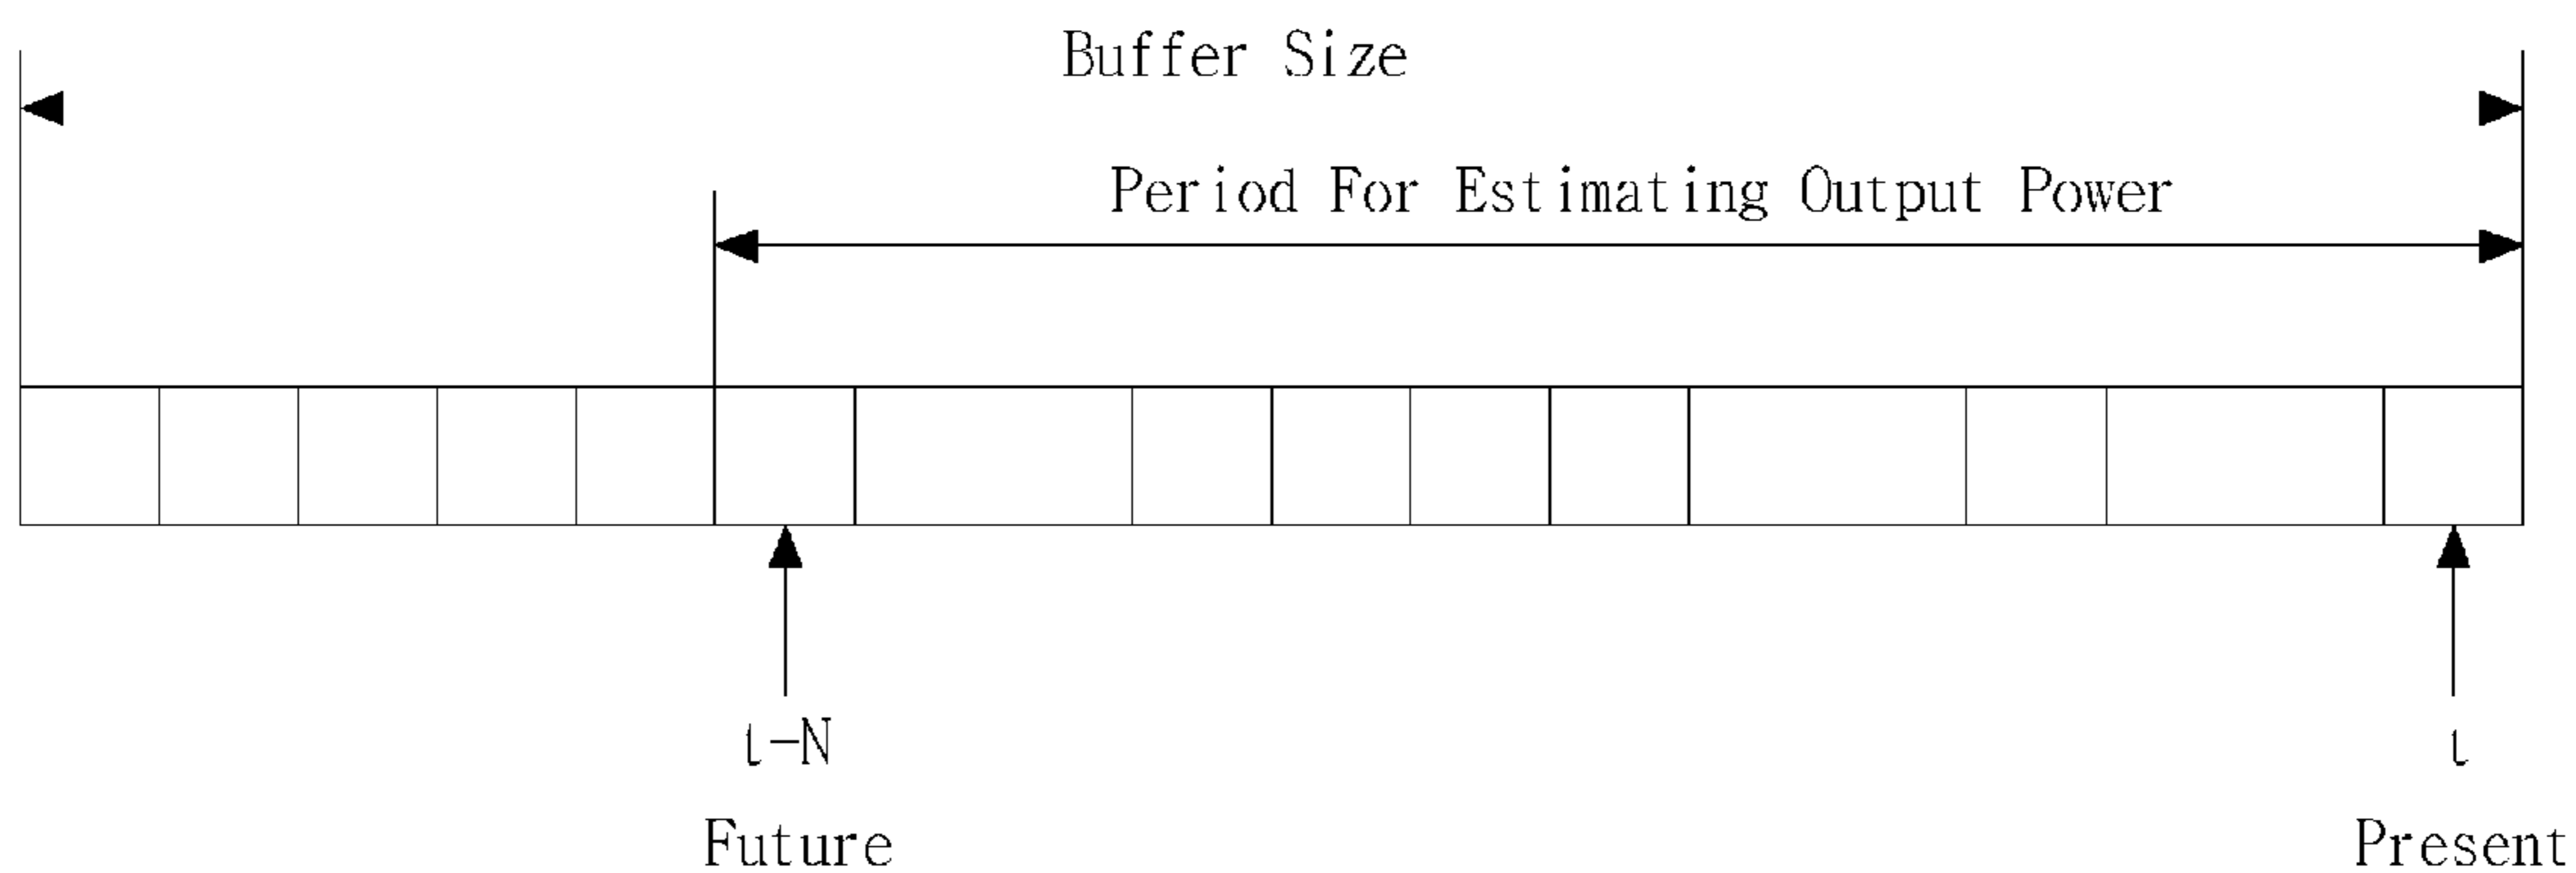 Buffer Size
Period For Estimating Output Power
t-N
t
Future
Present